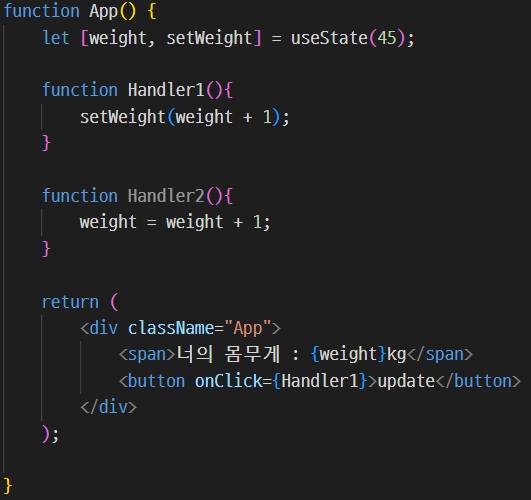 function App() {
let [weight, setWeight] = useState(45);
function Handler1(){
setWeight(weight + 1);
}
function Handler2(){
weight = weight + 1;
}
return (
<div className="App">
<span>너의 몸무게 : {weight}kg</span>
<button onClick={Handler1}>update</button>
</div>
);
}